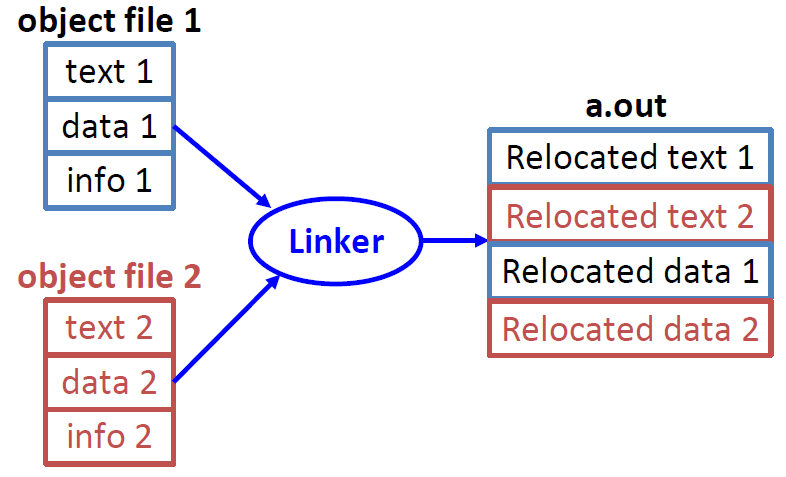 object file 1
text 1
data 1
info 1
object file 2
text 2
data 2
info 2
Linker
a.out
Relocated text 1
Relocated text 2
Relocated data 1
Relocated data 2